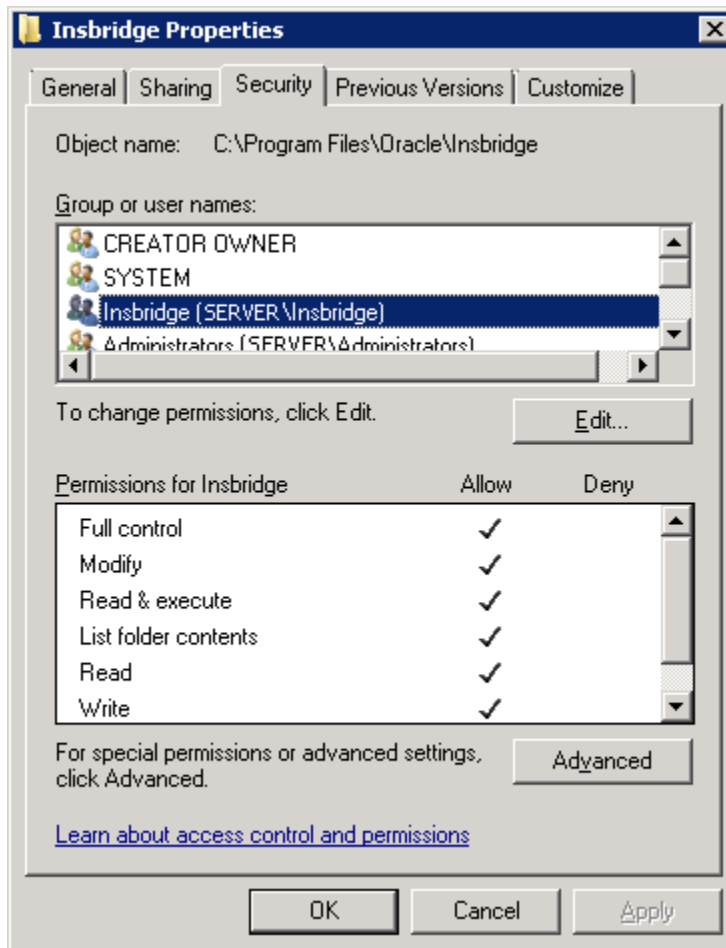 Insbridge Properties
General Sharing Security Previous Versions Customize
Object name: C:\Program Files\Oracle\Insbridge
Group or user names:
CREATOR OWNER
SYSTEM
Insbridge (SERVER\Insbridge)
Administrators (SERVER\Administrators)
To change permissions, click Edit.
Edit...
Permissions for Insbridge Allow Deny
Full control
Modify
Read & execute
List folder contents
Read
Write
For special permissions or advanced settings,
click Advanced.
Advanced
Learn about access control and permissions
OK Cancel Apply